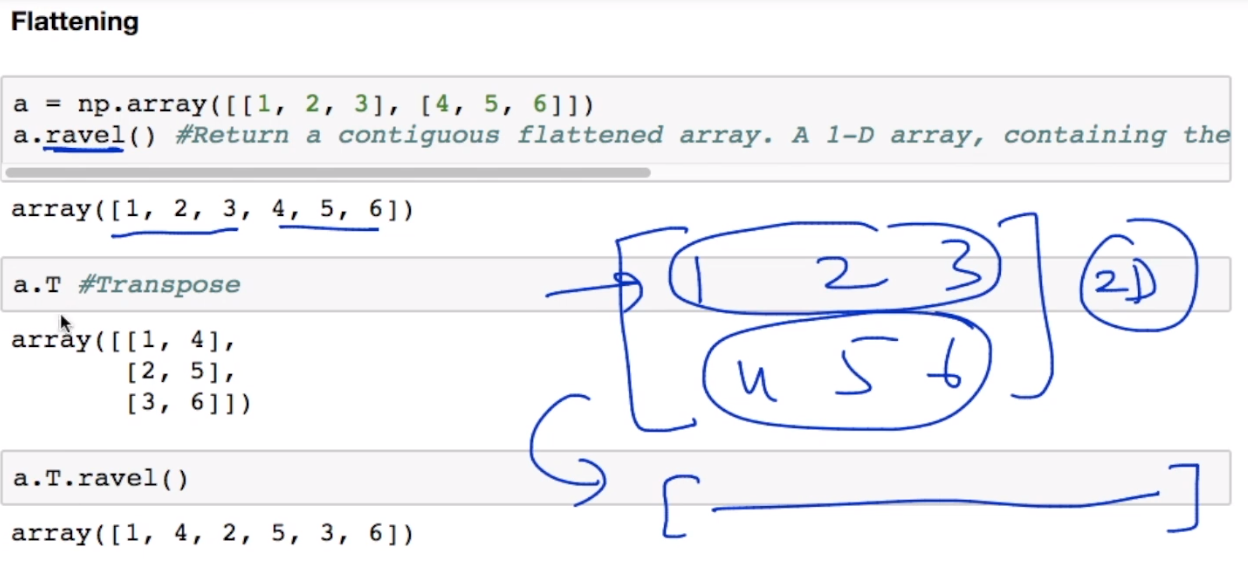 Flattening
a = np.array([[1, 2, 3], [4, 5, 6]])
a.ravel() #Return a contiguous flattened array. A 1-D array, containing the
array([1, 2, 3, 4, 5, 6])
1 2 3
2D
a.T #Transpose
array([[1, 4],
[2, 5],
[3, 6]])
4 5 6
a.T.ravel()
array([1, 4, 2, 5, 3, 6])